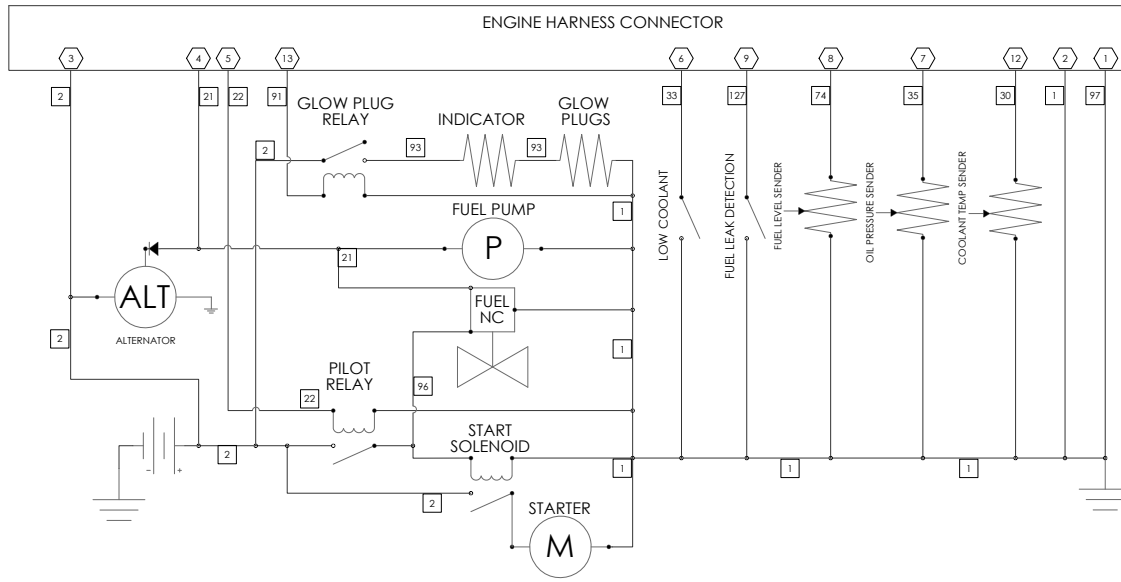 ENGINE HARNESS CONNECTOR
3
4
5
13
6
9
8
7
12
2
1
2
21
22
91
33
127
74
35
30
1
97
GLOW PLUG
RELAY
INDICATOR
GLOW
PLUGS
2
93
93
1
FUEL PUMP
P
21
LOW COOLANT
FUEL LEAK DETECTION
FUEL LEVEL SENDER
OIL PRESSURE SENDER
COOLANT TEMP SENDER
ALT
ALTERNATOR
2
FUEL
NC
1
PILOT
RELAY
96
22
START
SOLENOID
2
- +
1
1
1
2
STARTER
M